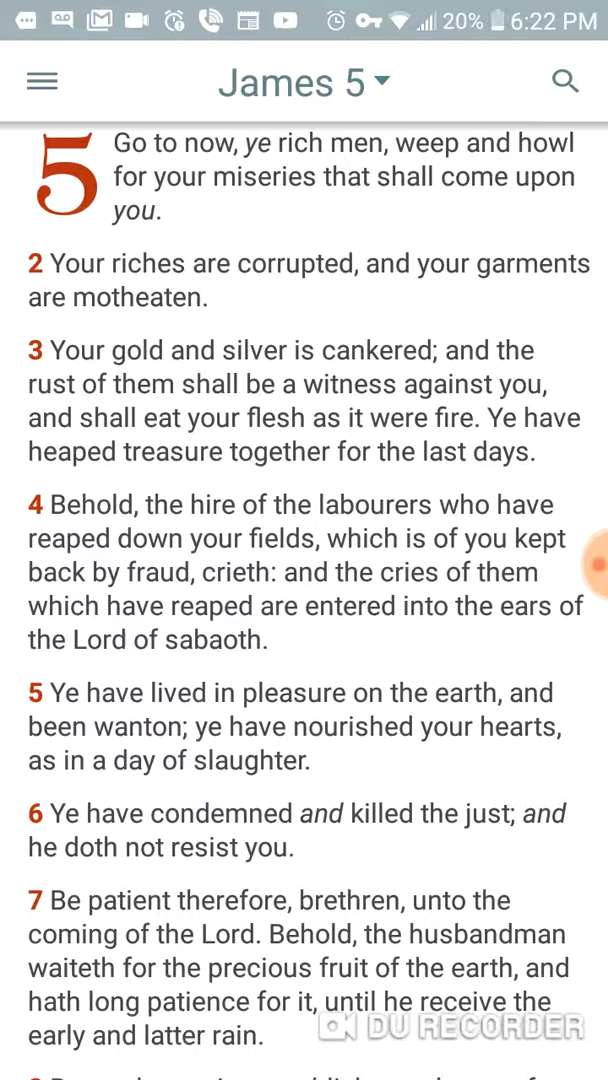 20% 6:22 PM
James 5
5 Go to now, ye rich men, weep and howl
for your miseries that shall come upon
you.
2 Your riches are corrupted, and your garments
are motheaten.
3 Your gold and silver is cankered; and the
rust of them shall be a witness against you,
and shall eat your flesh as it were fire. Ye have
heaped treasure together for the last days.
4 Behold, the hire of the labourers who have
reaped down your fields, which is of you kept
back by fraud, crieth: and the cries of them
which have reaped are entered into the ears of
the Lord of sabaoth.
5 Ye have lived in pleasure on the earth, and
been wanton; ye have nourished your hearts,
as in a day of slaughter.
6 Ye have condemned and killed the just; and
he doth not resist you.
7 Be patient therefore, brethren, unto the
coming of the Lord. Behold, the husbandman
waiteth for the precious fruit of the earth, and
hath long patience for it, until he receive the
early and latter rain.
DU RECORDER